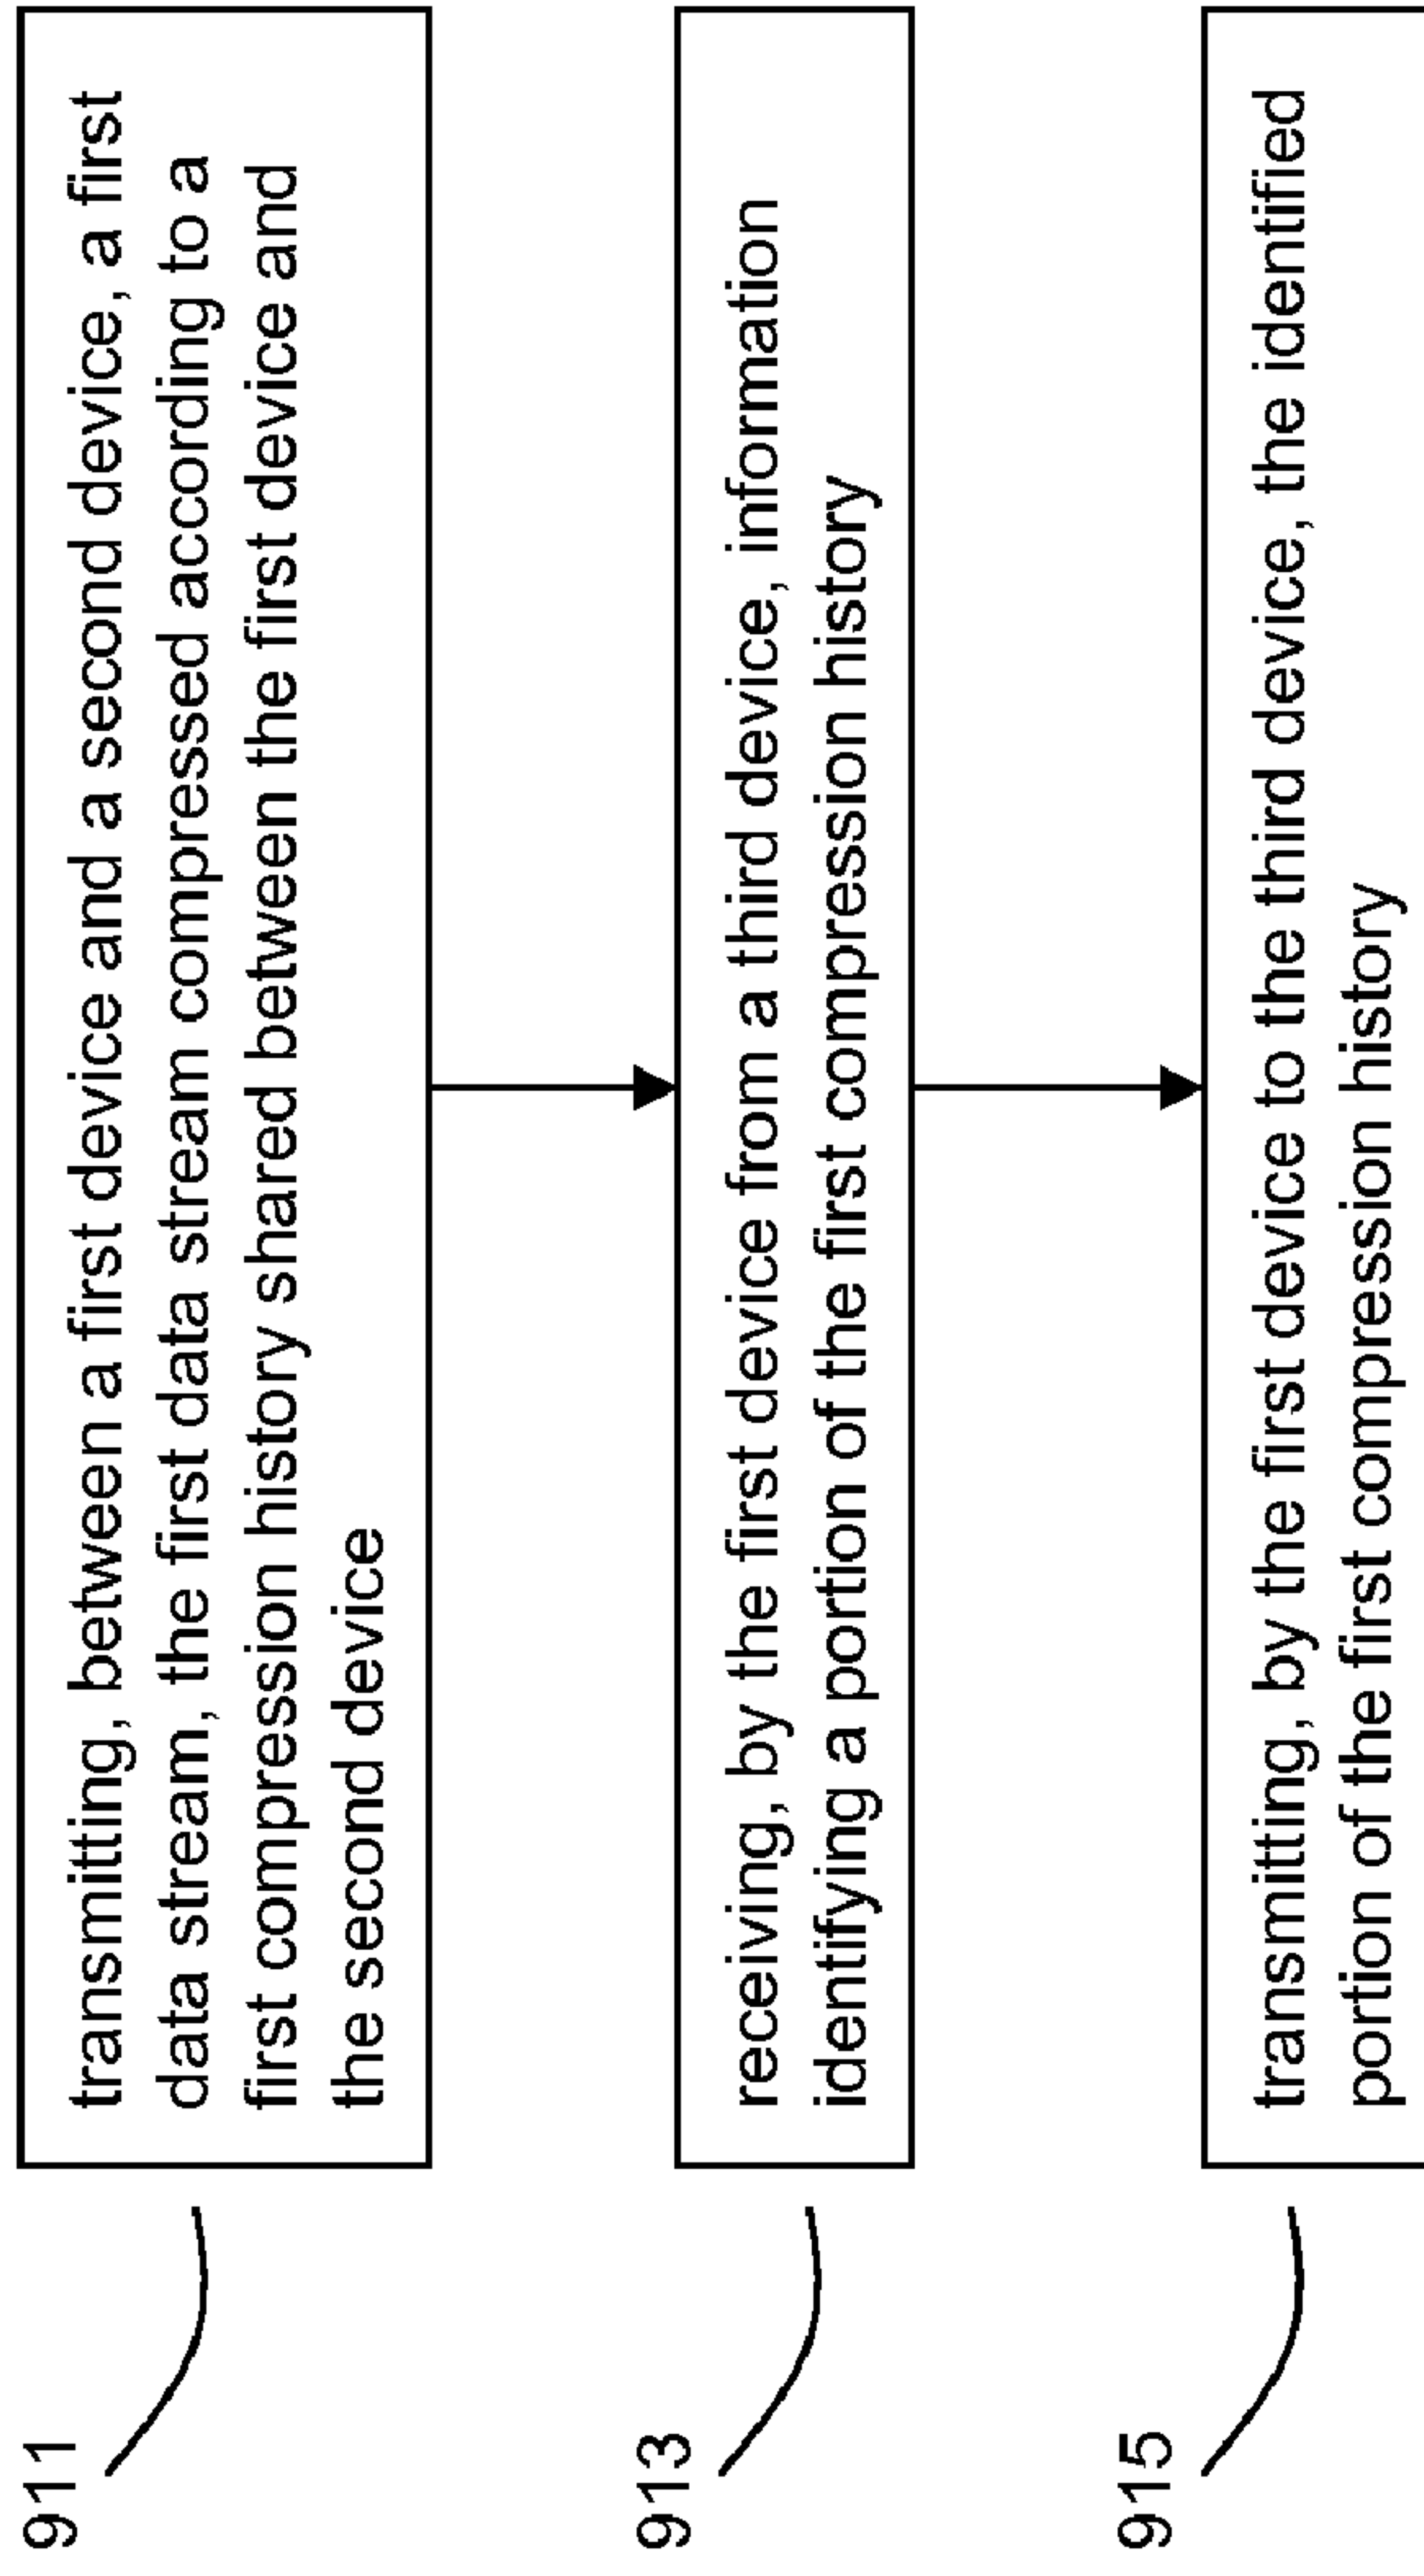 911
transmitting, between a first device and a second device, a first
data stream, the first data stream compressed according to a
first compression history shared between the first device and
the second device
913
receiving, by the first device from a third device, information
identifying a portion of the first compression history
915
transmitting, by the first device to the third device, the identified
portion of the first compression history